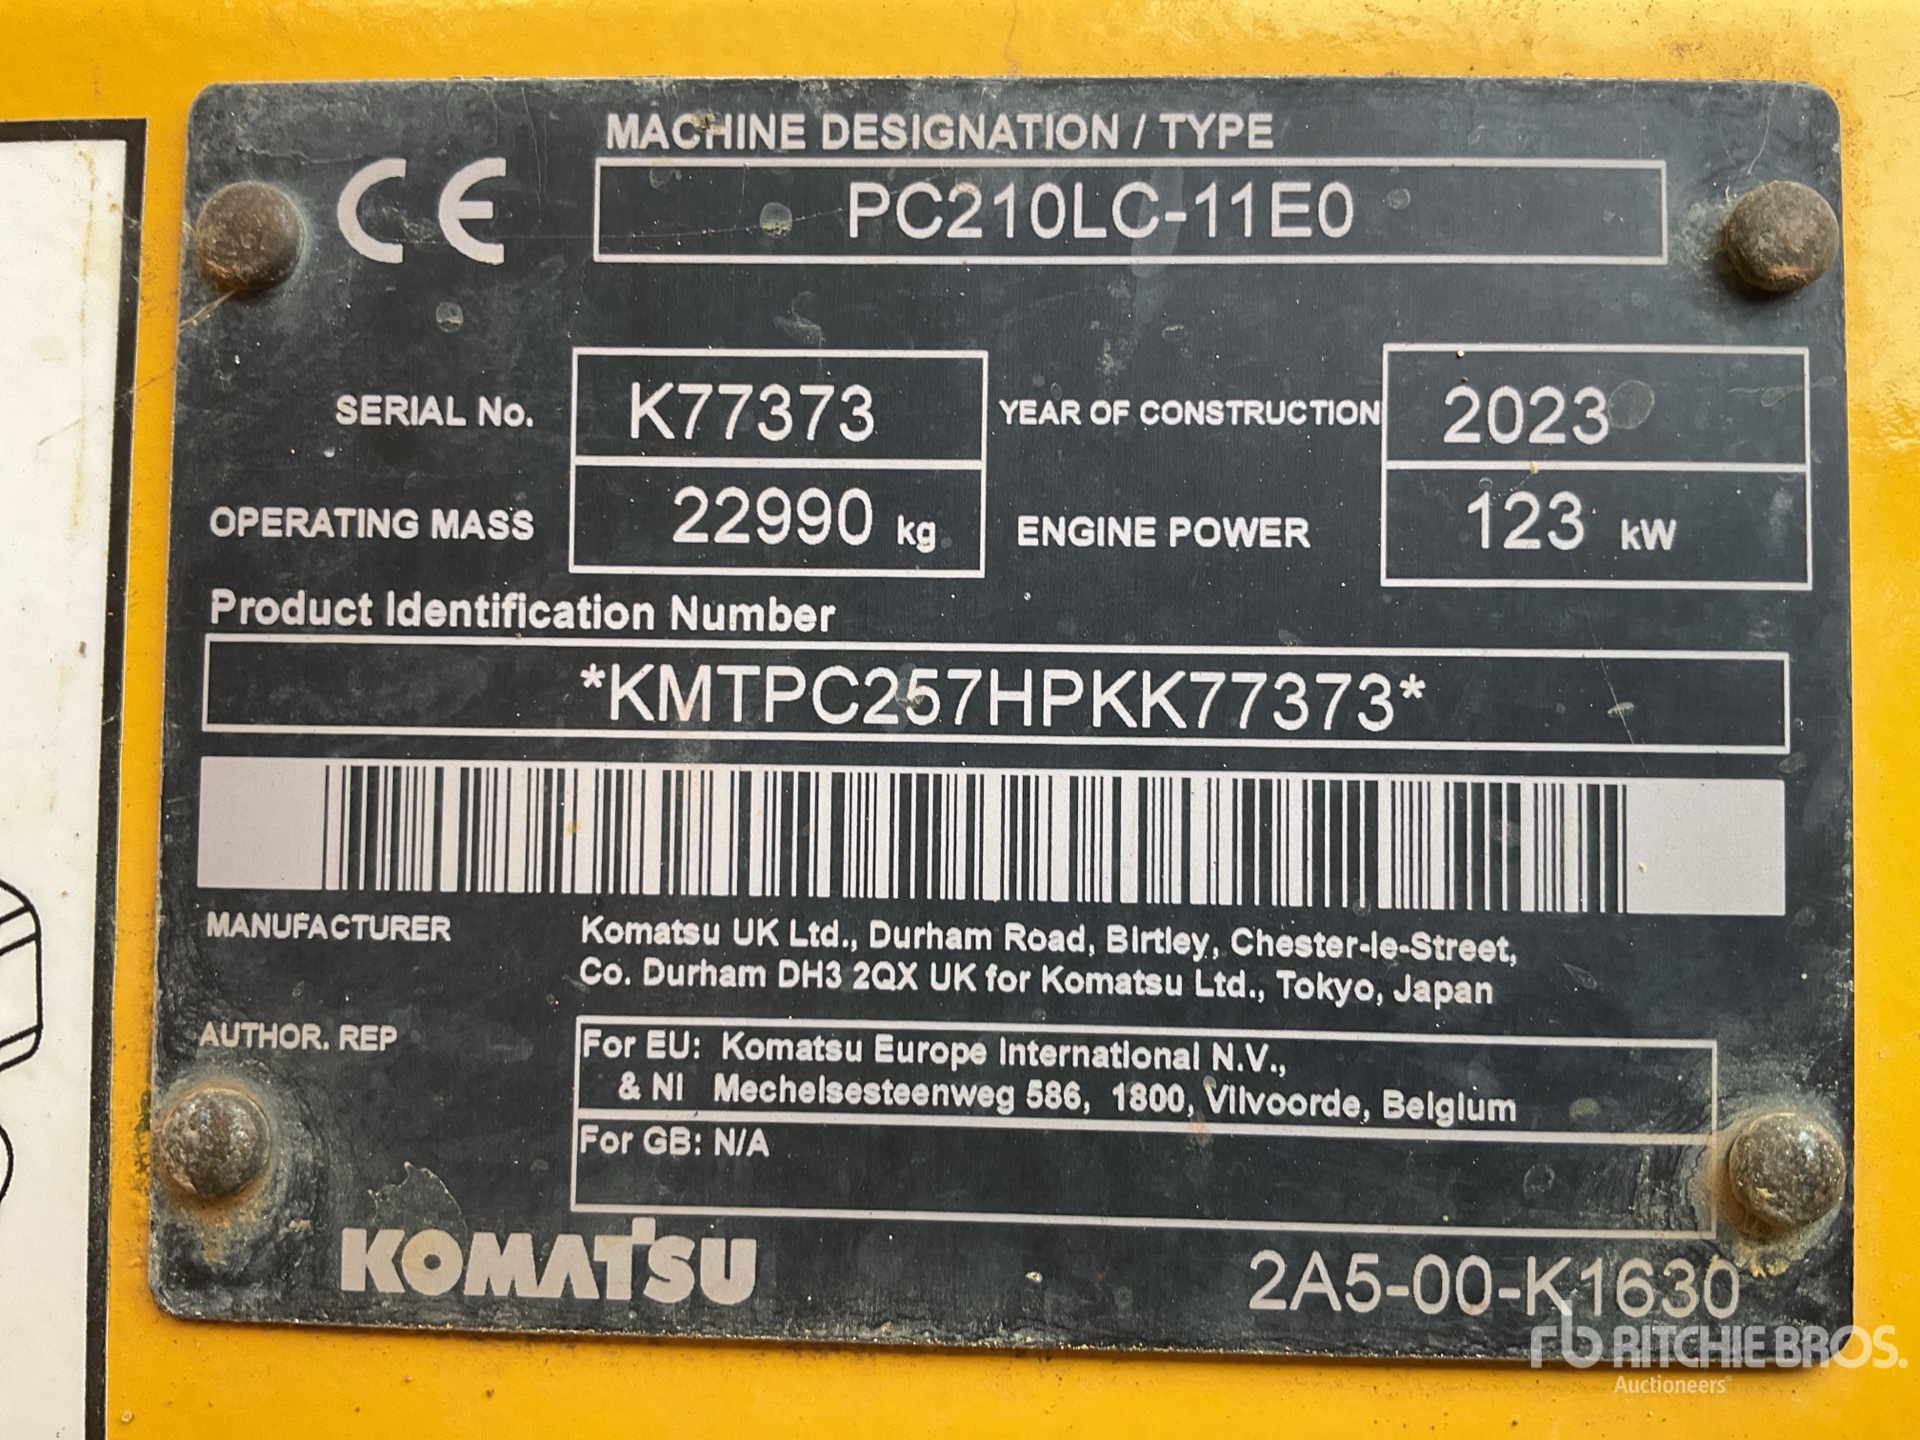 MACHINE DESIGNATION / TYPE
CE PC210LC-11E0
SERIAL No. K77373 YEAR OF CONSTRUCTION 2023
OPERATING MASS 22990 kg ENGINE POWER 123 kW
Product Identification Number
*KMTPC257HPKK77373*
MANUFACTURER Komatsu UK Ltd., Durham Road, Birtley, Chester-le-Street,
Co. Durham DH3 2QX UK for Komatsu Ltd., Tokyo, Japan
AUTHOR. REP For EU: Komatsu Europe International N.V.,
& NI Mechelsesteenweg 586, 1800, Vilvoorde, Belgium
For GB: N/A
KOMATSU 2A5-00-K1630
rb RITCHIE BROS.
Auctioneers